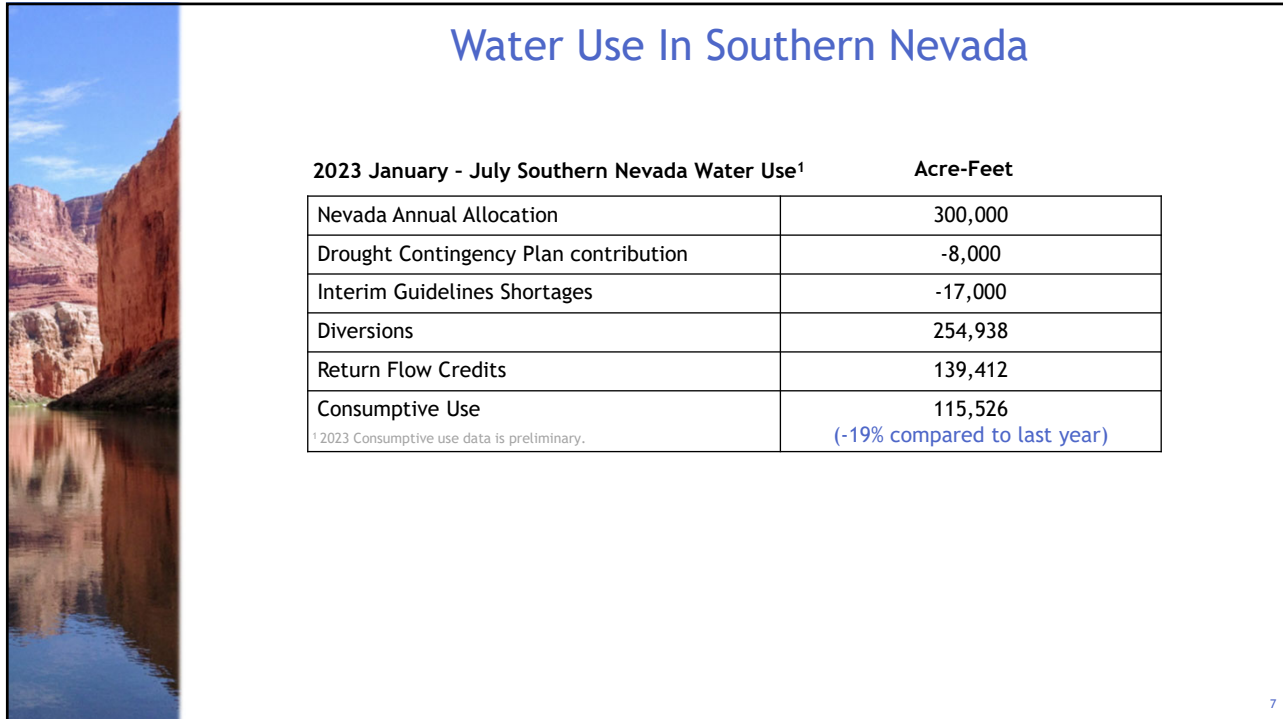 Water Use In Southern Nevada
2023 January – July Southern Nevada Water Use¹ Acre-Feet
Nevada Annual Allocation 300,000
Drought Contingency Plan contribution -8,000
Interim Guidelines Shortages -17,000
Diversions 254,938
Return Flow Credits 139,412
Consumptive Use 115,526
¹ 2023 Consumptive use data is preliminary. (-19% compared to last year)
7